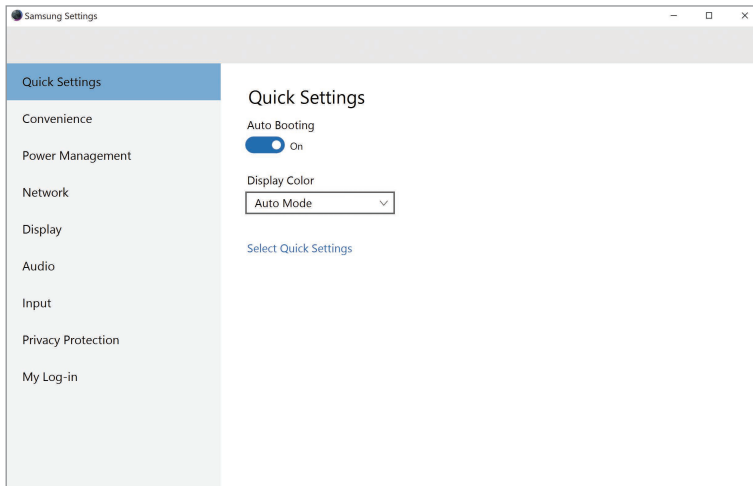 Samsung Settings
Quick Settings
Convenience
Power Management
Network
Display
Audio
Input
Privacy Protection
My Log-in
Quick Settings
Auto Booting
On
Display Color
Auto Mode
Select Quick Settings